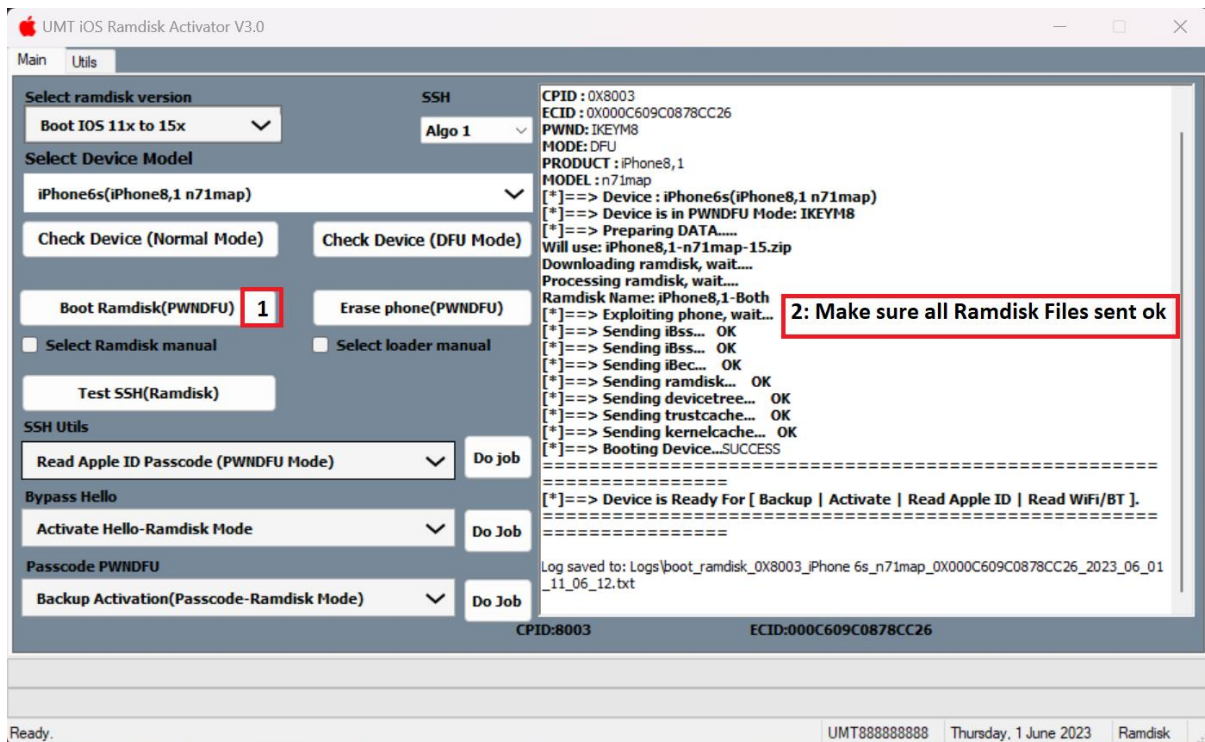 UMT iOS Ramdisk Activator V3.0
Main
Utils
Select ramdisk version
SSH
Boot IOS 11x to 15x
Algo 1
Select Device Model
iPhone6s(iPhone8,1 n71map)
Check Device (Normal Mode)
Check Device (DFU Mode)
Boot Ramdisk(PWNDFU)
1
Erase phone(PWNDFU)
Select Ramdisk manual
Select loader manual
Test SSH(Ramdisk)
SSH Utils
Read Apple ID Passcode (PWNDFU Mode)
Do job
Bypass Hello
Activate Hello-Ramdisk Mode
Do Job
Passcode PWNDFU
Backup Activation(Passcode-Ramdisk Mode)
Do Job
CPID : 0X8003
ECID : 0X000C609C0878CC26
PWND: IKEYM8
MODE: DFU
PRODUCT : iPhone8,1
MODEL : n71map
[*]==> Device : iPhone6s(iPhone8,1 n71map)
[*]==> Device is in PWNDFU Mode: IKEYM8
[*]==> Preparing DATA.....
Will use: iPhone8,1-n71map-15.zip
Downloading ramdisk, wait....
Processing ramdisk, wait....
Ramdisk Name: iPhone8,1-Both
[*]==> Exploiting phone, wait...
2: Make sure all Ramdisk Files sent ok
[*]==> Sending iBss... OK
[*]==> Sending iBss... OK
[*]==> Sending iBec... OK
[*]==> Sending ramdisk... OK
[*]==> Sending devicetree... OK
[*]==> Sending trustcache... OK
[*]==> Sending kernelcache... OK
[*]==> Booting Device...SUCCESS
=======================================================
================
[*]==> Device is Ready For [ Backup | Activate | Read Apple ID | Read WiFi/BT ].
=======================================================
================
Log saved to: Logs\boot_ramdisk_0X8003_iPhone 6s_n71map_0X000C609C0878CC26_2023_06_01
_11_06_12.txt
CPID:8003
ECID:000C609C0878CC26
Ready.
UMT888888888
Thursday, 1 June 2023
Ramdisk